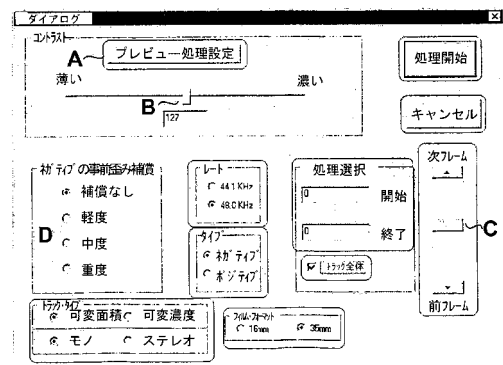 ダイアログ
コントラスト
A
プレビュー処理設定
処理開始
薄い
濃い
B
127
キャンセル
ネガティブの事前歪み補償
補償なし
D
軽度
中度
重度
レート
44.1 KHz
48.0 KHz
タイプ
ネガティブ
ポジティブ
処理選択
0
開始
0
終了
トラック全体
次フレーム
C
前フレーム
トラック・タイプ
可変面積
可変濃度
モノ
ステレオ
フィルム・フォーマット
16mm
35mm